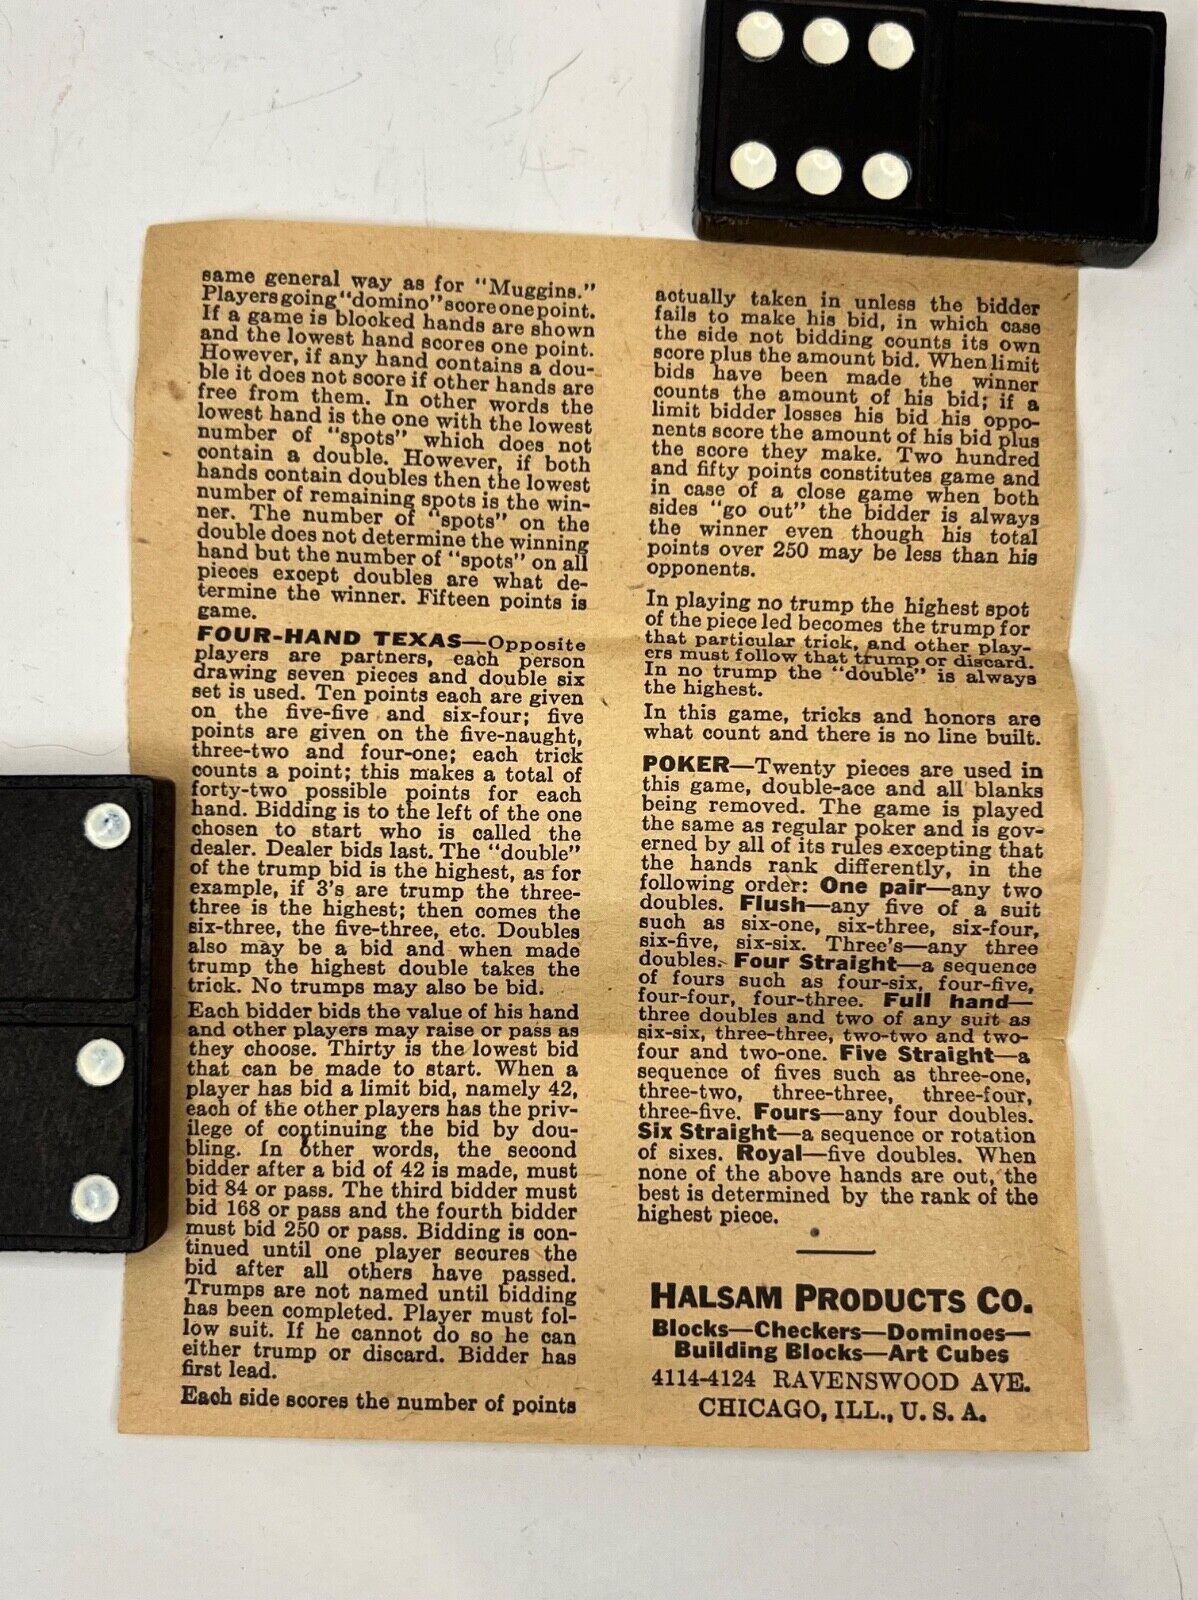 same general way as for "Muggins."
Players going "domino" score one point.
If a game is blocked hands are shown
and the lowest hand scores one point.
However, if any hand contains a dou-
ble it does not score if other hands are
free from them. In other words the
lowest hand is the one with the lowest
number of "spots" which does not
contain a double. However, if both
hands contain doubles then the lowest
number of remaining spots is the win-
ner. The number of "spots" on the
double does not determine the winning
hand but the number of "spots" on all
pieces except doubles are what de-
termine the winner. Fifteen points is
game.
FOUR-HAND TEXAS—Opposite
players are partners, each person
drawing seven pieces and double six
set is used. Ten points each are given
on the five-five and six-four; five
points are given on the five-naught,
three-two and four-one; each trick
counts a point; this makes a total of
forty-two possible points for each
hand. Bidding is to the left of the one
chosen to start who is called the
dealer. Dealer bids last. The "double"
of the trump bid is the highest, as for
example, if 3's are trump the three-
three is the highest; then comes the
six-three, the five-three, etc. Doubles
also may be a bid and when made
trump the highest double takes the
trick. No trumps may also be bid.
Each bidder bids the value of his hand
and other players may raise or pass as
they choose. Thirty is the lowest bid
that can be made to start. When a
player has bid a limit bid, namely 42,
each of the other players has the priv-
ilege of continuing the bid by dou-
bling. In other words, the second
bidder after a bid of 42 is made, must
bid 84 or pass. The third bidder must
bid 168 or pass and the fourth bidder
must bid 250 or pass. Bidding is con-
tinued until one player secures the
bid after all others have passed.
Trumps are not named until bidding
has been completed. Player must fol-
low suit. If he cannot do so he can
either trump or discard. Bidder has
first lead.
Each side scores the number of points
actually taken in unless the bidder
fails to make his bid, in which case
the side not bidding counts its own
score plus the amount bid. When limit
bids have been made the winner
counts the amount of his bid; if a
limit bidder losses his bid his oppo-
nents score the amount of his bid plus
the score they make. Two hundred
and fifty points constitutes game and
in case of a close game when both
sides "go out" the bidder is always
the winner even though his total
points over 250 may be less than his
opponents.
In playing no trump the highest spot
of the piece led becomes the trump for
that particular trick, and other play-
ers must follow that trump or discard.
In no trump the "double" is always
the highest.
In this game, tricks and honors are
what count and there is no line built.
POKER—Twenty pieces are used in
this game, double-ace and all blanks
being removed. The game is played
the same as regular poker and is gov-
erned by all of its rules excepting that
the hands rank differently, in the
following order: One pair—any two
doubles. Flush—any five of a suit
such as six-one, six-three, six-four,
six-five, six-six. Three's—any three
doubles. Four Straight—a sequence
of fours such as four-six, four-five,
four-four, four-three. Full hand—
three doubles and two of any suit as
six-six, three-three, two-two and two-
four and two-one. Five Straight—a
sequence of fives such as three-one,
three-two, three-three, three-four,
three-five. Fours—any four doubles.
Six Straight—a sequence or rotation
of sixes. Royal—five doubles. When
none of the above hands are out, the
best is determined by the rank of the
highest piece.
HALSAM PRODUCTS CO.
Blocks—Checkers—Dominoes—
Building Blocks—Art Cubes
4114-4124 RAVENSWOOD AVE.
CHICAGO, ILL., U. S. A.